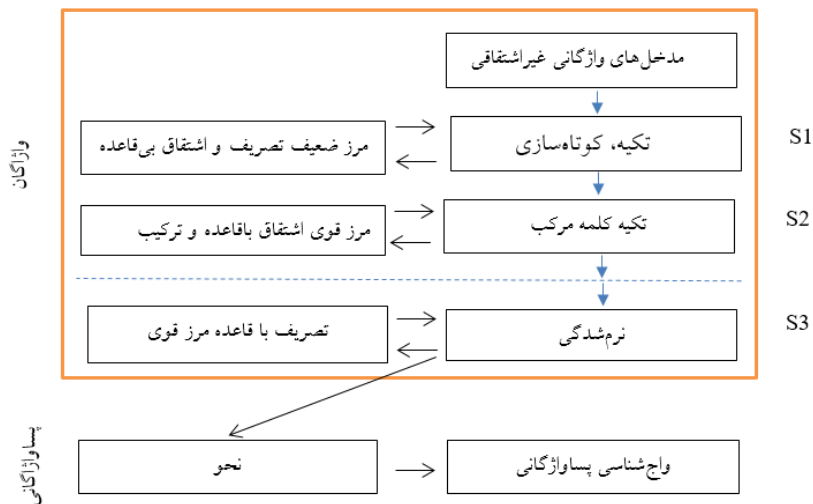 مدخل‌های واژگانی غیراشتقاقی
S1
تکیه، کوتاه‌سازی
مرز ضعیف تصریف و اشتقاق بی‌قاعده
واژگان
S2
تکیه کلمه مرکب
مرز قوی اشتقاق باقاعده و ترکیب
S3
نرم‌شدگی
تصریف با قاعده مرز قوی
پساواژگانی
نحو
واج‌شناسی پساواژگانی